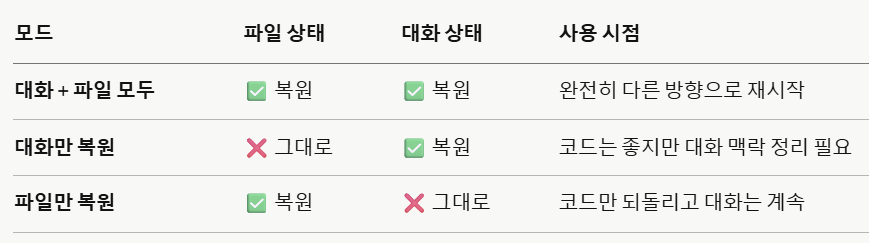 모드 파일 상태 대화 상태 사용 시점
대화 + 파일 모두 ✅ 복원 ✅ 복원 완전히 다른 방향으로 재시작
대화만 복원 ❌ 그대로 ✅ 복원 코드는 좋지만 대화 맥락 정리 필요
파일만 복원 ✅ 복원 ❌ 그대로 코드만 되돌리고 대화는 계속